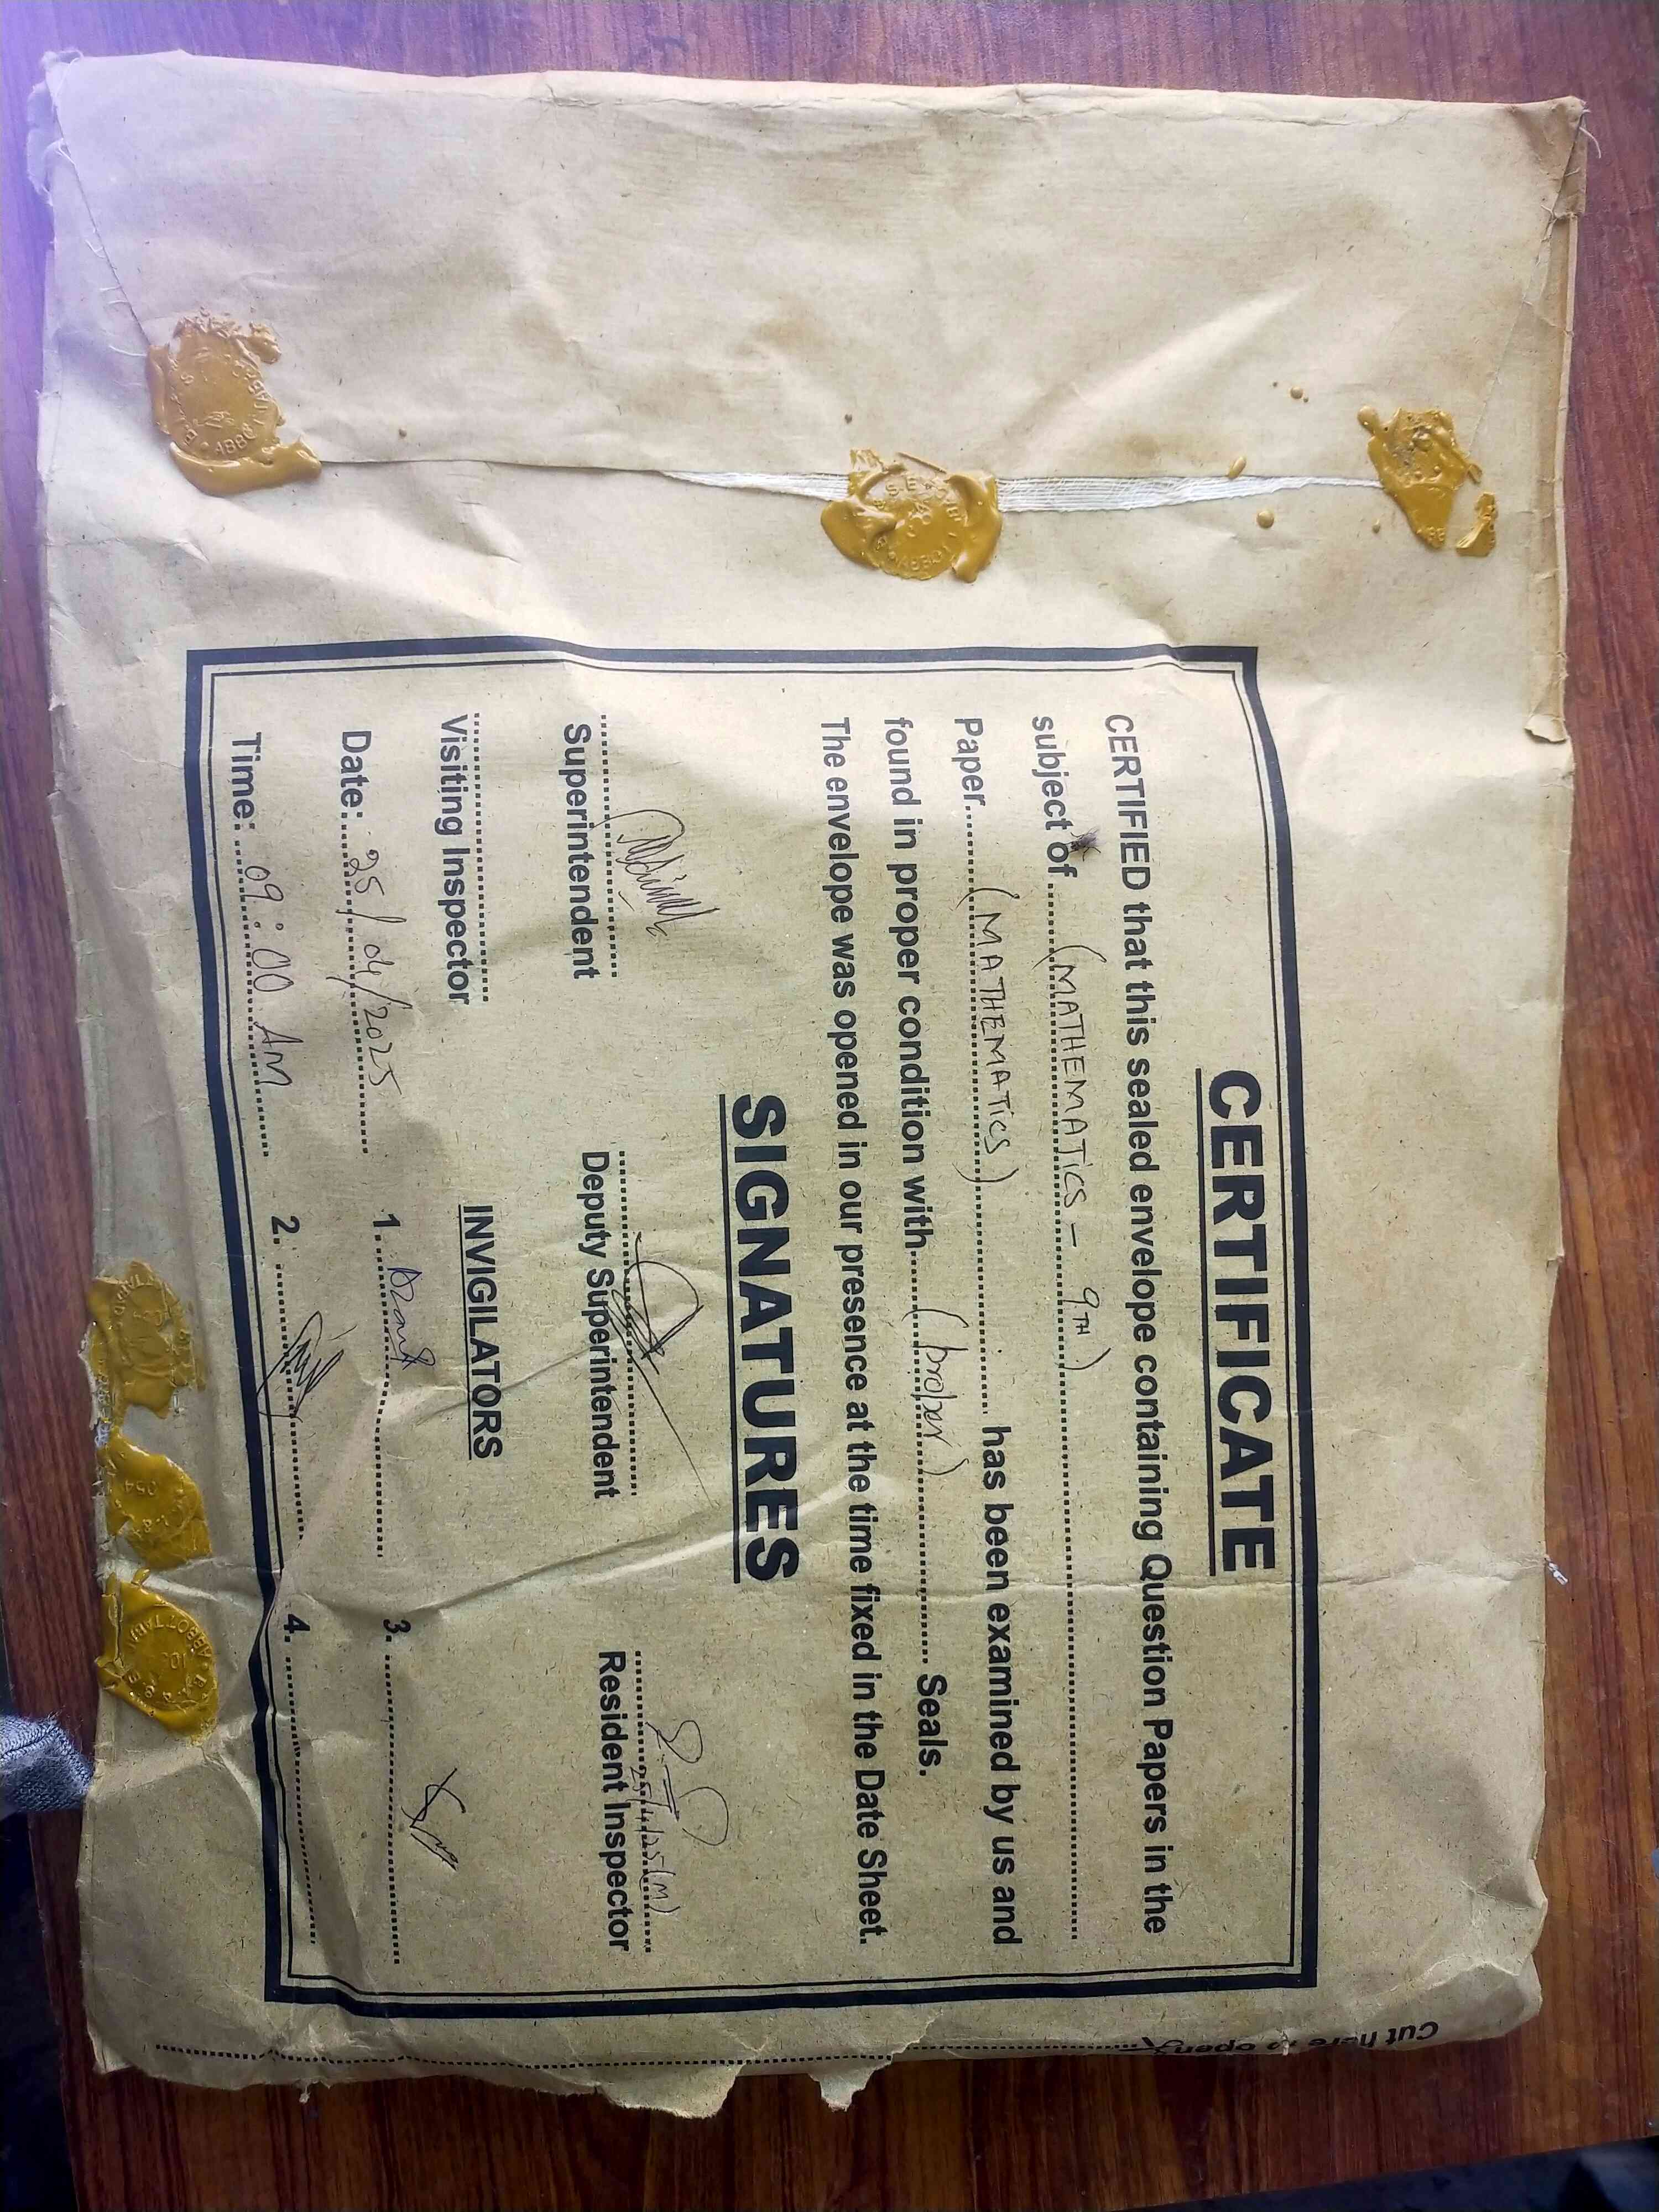 CERTIFICATE
CERTIFIED that this sealed envelope containing Question Papers in the
subject of (MATHEMATICS - 9TH)
Paper (MATHEMATICS) has been examined by us and
found in proper condition with (proper) Seals.
The envelope was opened in our presence at the time fixed in the Date Sheet.
SIGNATURES
25/4/25 (M)
Superintendent Deputy Superintendent Resident Inspector
Visiting Inspector INVIGILATORS
Date: 25/04/2025 1. 3.
Time: 09:00 AM 2. 4.
Cut here to open